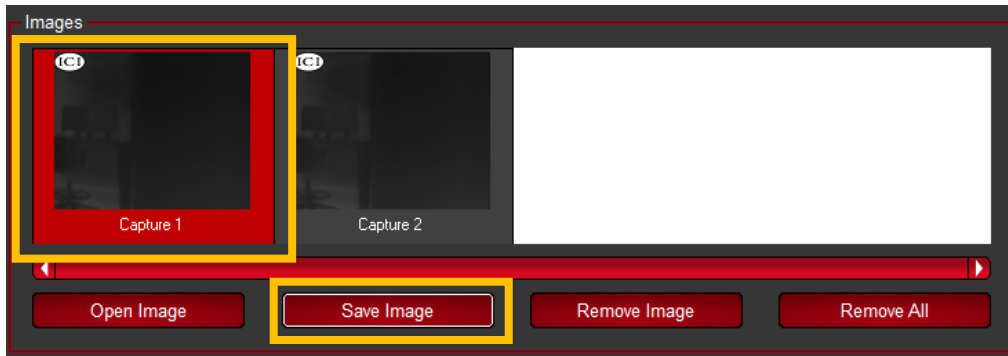 Images
ICI
ICI
Capture 1
Capture 2
Open Image
Save Image
Remove Image
Remove All